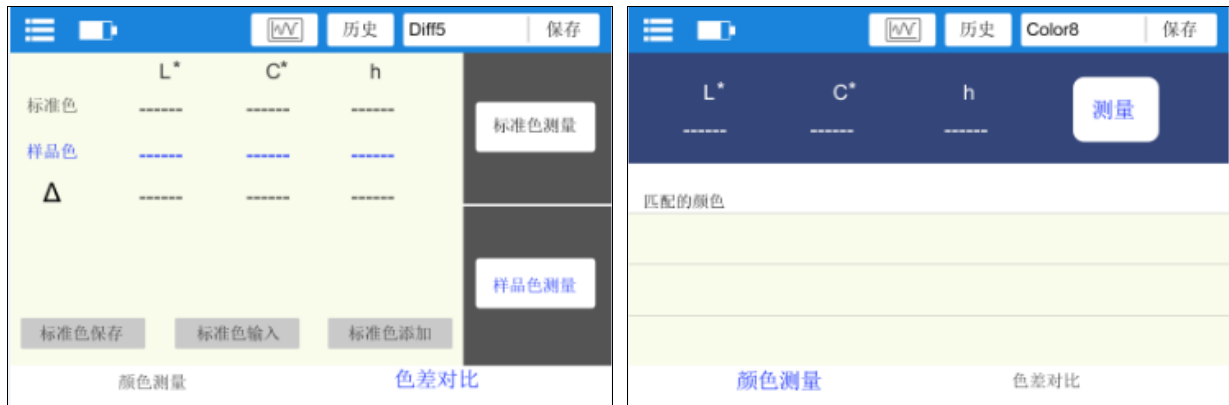 历史 Diff5 保存
L* C* h
标准色 ------ ------ ------
样品色 ------ ------ ------
Δ ------ ------ ------
标准色测量
样品色测量
标准色保存 标准色输入 标准色添加
颜色测量 色差对比
历史 Color8 保存
L* C* h
------ ------ ------
测量
匹配的颜色
颜色测量 色差对比